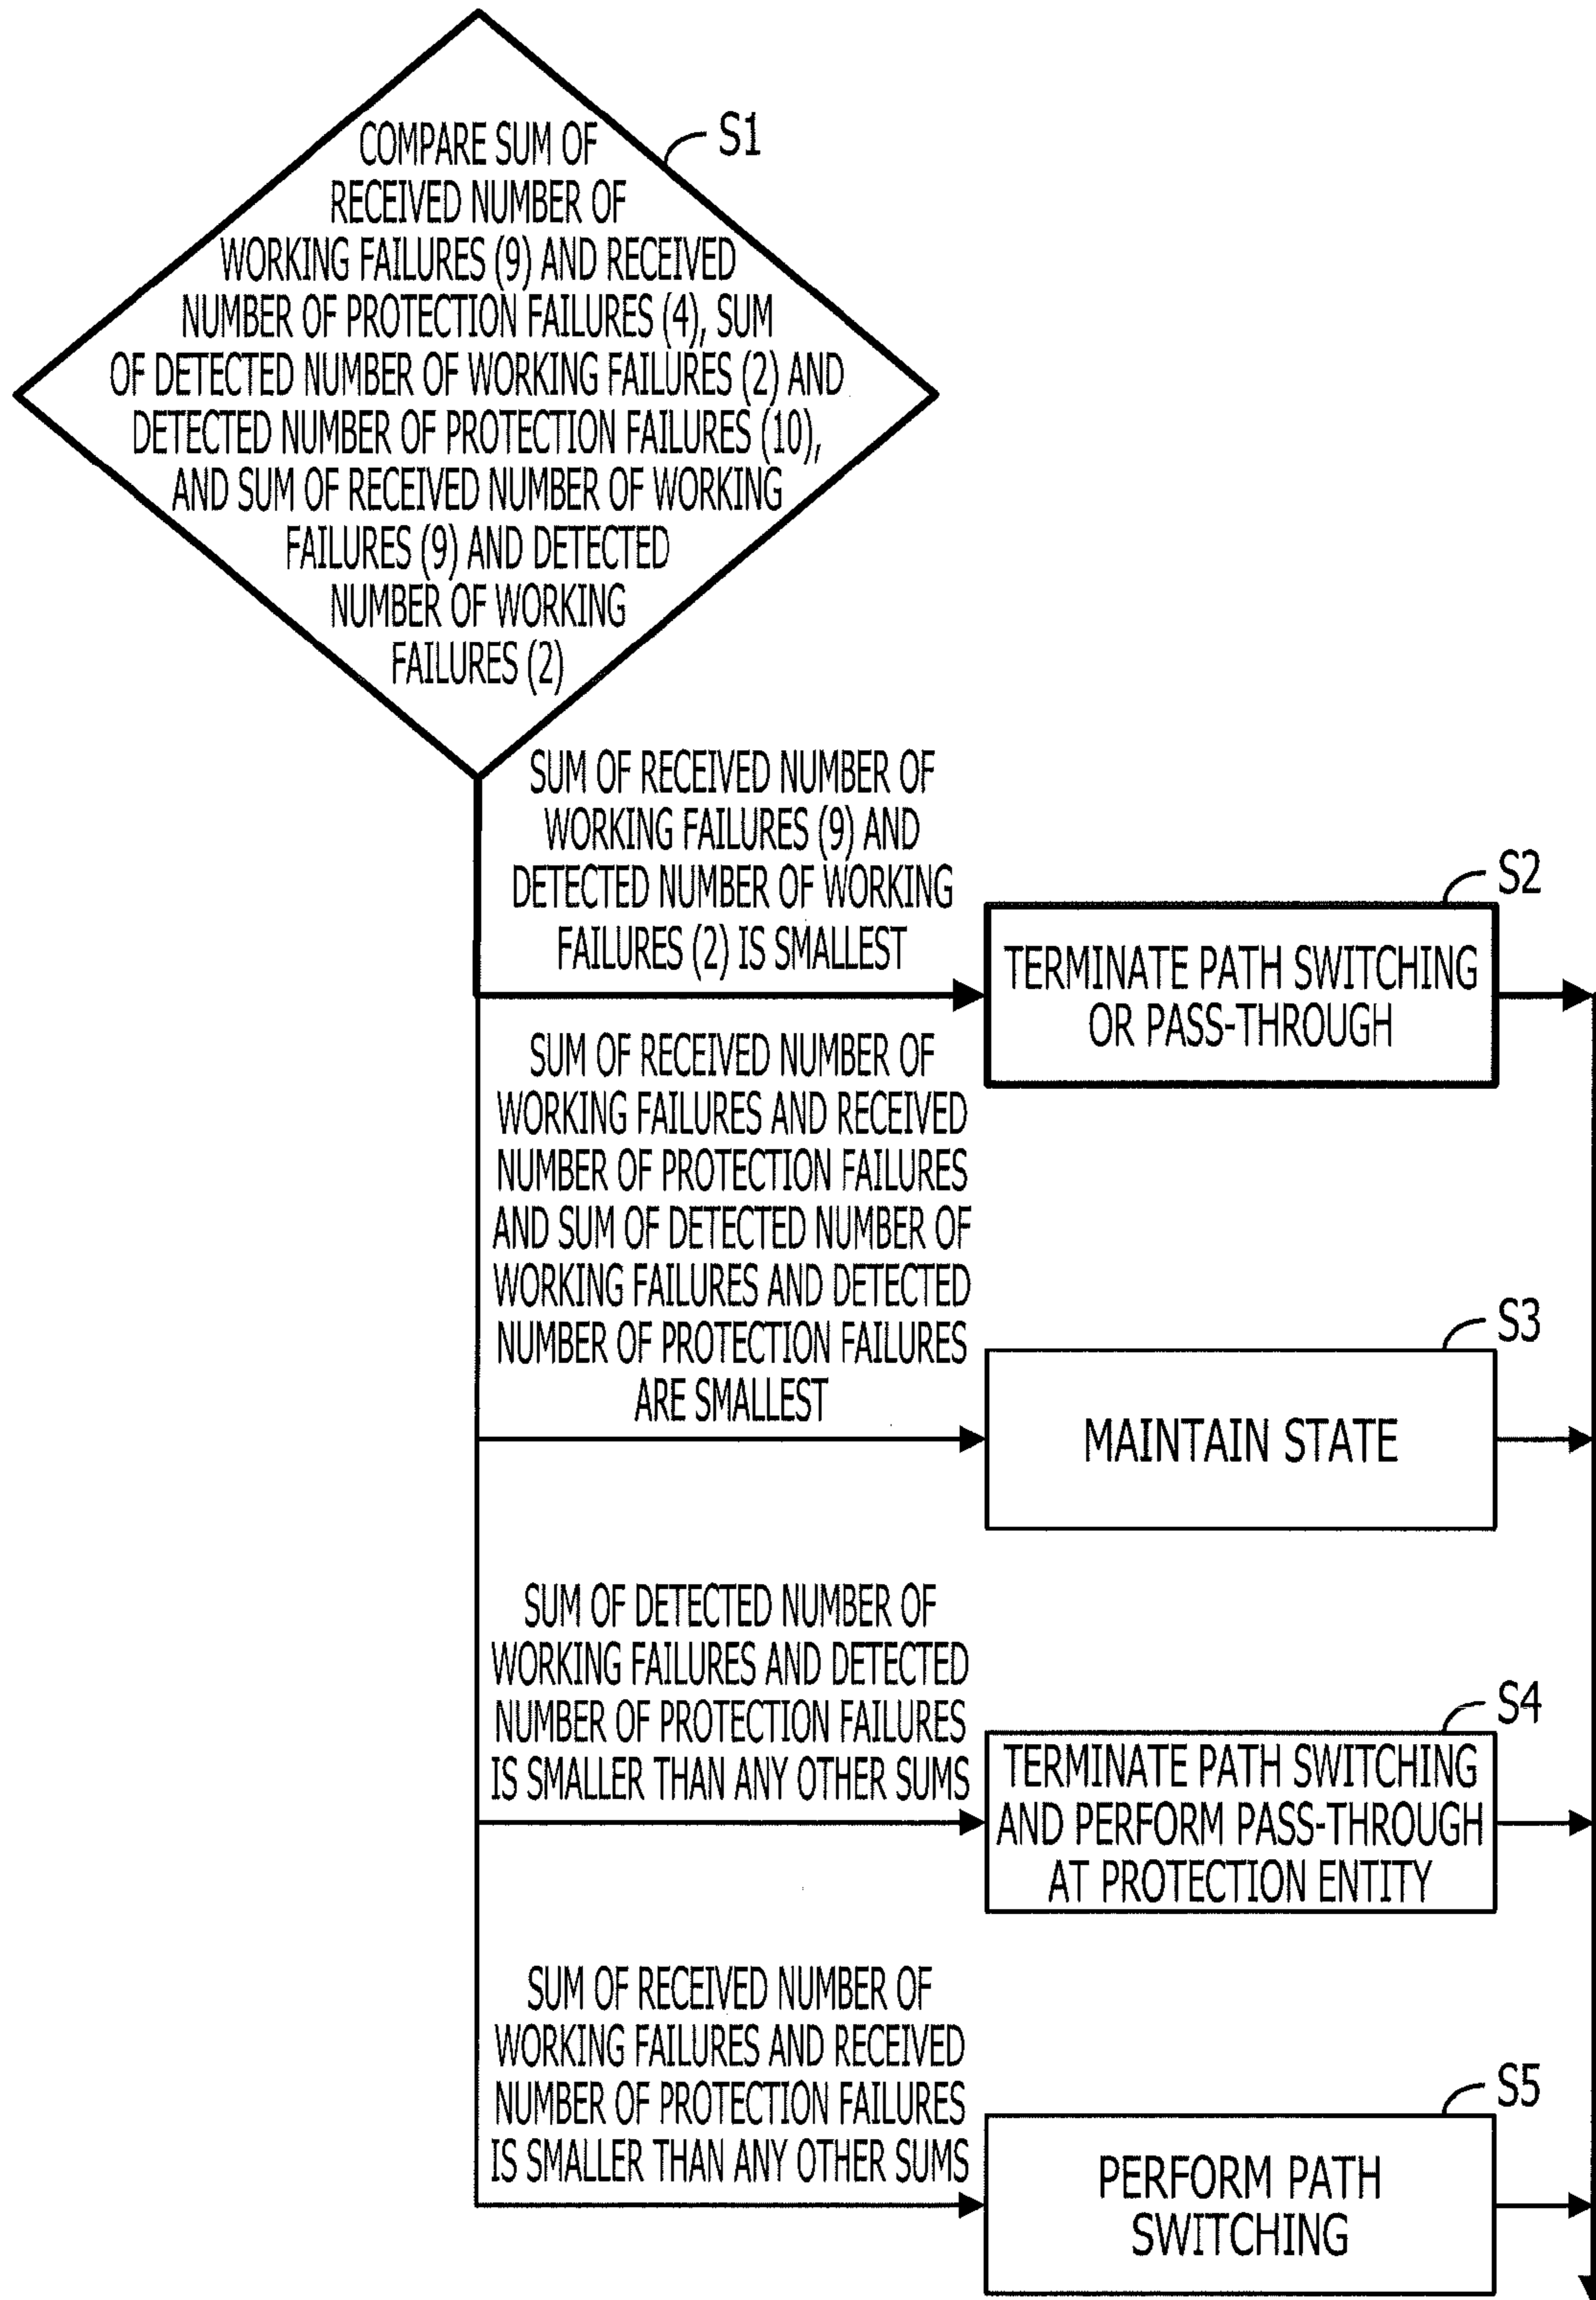 COMPARE SUM OF
RECEIVED NUMBER OF
WORKING FAILURES (9) AND RECEIVED
NUMBER OF PROTECTION FAILURES (4), SUM
OF DETECTED NUMBER OF WORKING FAILURES (2) AND
DETECTED NUMBER OF PROTECTION FAILURES (10),
AND SUM OF RECEIVED NUMBER OF WORKING
FAILURES (9) AND DETECTED
NUMBER OF WORKING
FAILURES (2)
S1
SUM OF RECEIVED NUMBER OF
WORKING FAILURES (9) AND
DETECTED NUMBER OF WORKING
FAILURES (2) IS SMALLEST
S2
TERMINATE PATH SWITCHING
OR PASS-THROUGH
SUM OF RECEIVED NUMBER OF
WORKING FAILURES AND RECEIVED
NUMBER OF PROTECTION FAILURES
AND SUM OF DETECTED NUMBER OF
WORKING FAILURES AND DETECTED
NUMBER OF PROTECTION FAILURES
ARE SMALLEST
S3
MAINTAIN STATE
SUM OF DETECTED NUMBER OF
WORKING FAILURES AND DETECTED
NUMBER OF PROTECTION FAILURES
IS SMALLER THAN ANY OTHER SUMS
S4
TERMINATE PATH SWITCHING
AND PERFORM PASS-THROUGH
AT PROTECTION ENTITY
SUM OF RECEIVED NUMBER OF
WORKING FAILURES AND RECEIVED
NUMBER OF PROTECTION FAILURES
IS SMALLER THAN ANY OTHER SUMS
S5
PERFORM PATH
SWITCHING